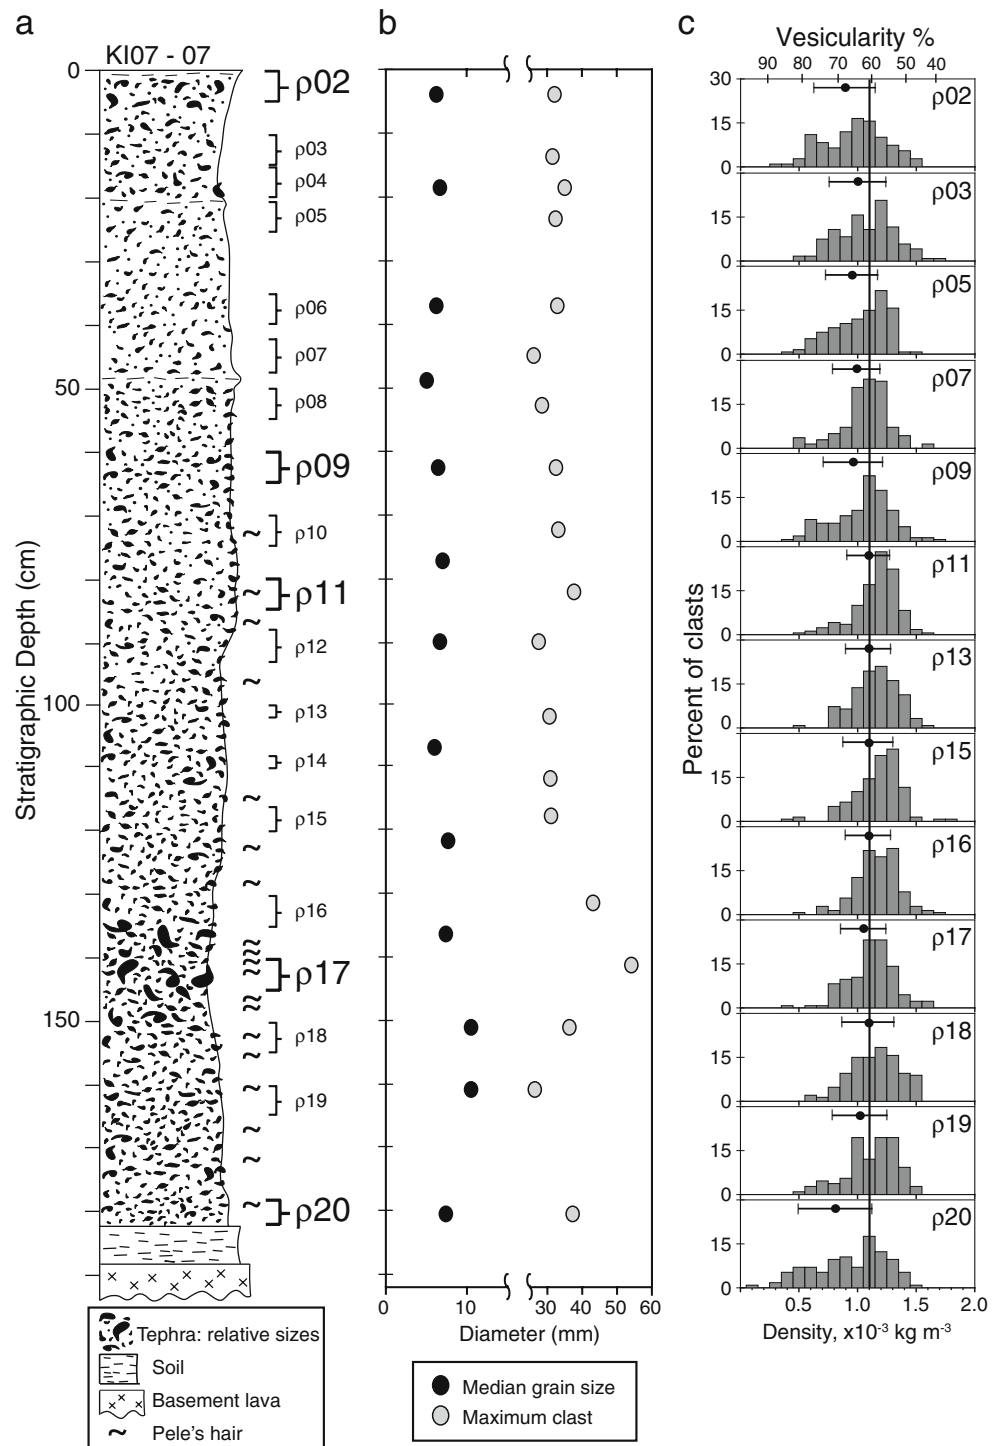 a
KI07 - 07
0
50
100
150
Stratigraphic Depth (cm)
ρ02
ρ03
ρ04
ρ05
ρ06
ρ07
ρ08
ρ09
ρ10
ρ11
ρ12
ρ13
ρ14
ρ15
ρ16
ρ17
ρ18
ρ19
ρ20
Tephra: relative sizes
Soil
Basement lava
~ Pele's hair
b
0 10 30 40 50 60
Diameter (mm)
Median grain size
Maximum clast
c
Vesicularity %
90 80 70 60 50 40
Percent of clasts
30
15
0
ρ02
15
0
ρ03
15
0
ρ05
15
0
ρ07
15
0
ρ09
15
0
ρ11
15
0
ρ13
15
0
ρ15
15
0
ρ16
15
0
ρ17
15
0
ρ18
15
0
ρ19
15
0
ρ20
0.5 1.0 1.5 2.0
Density, x10⁻³ kg m⁻³